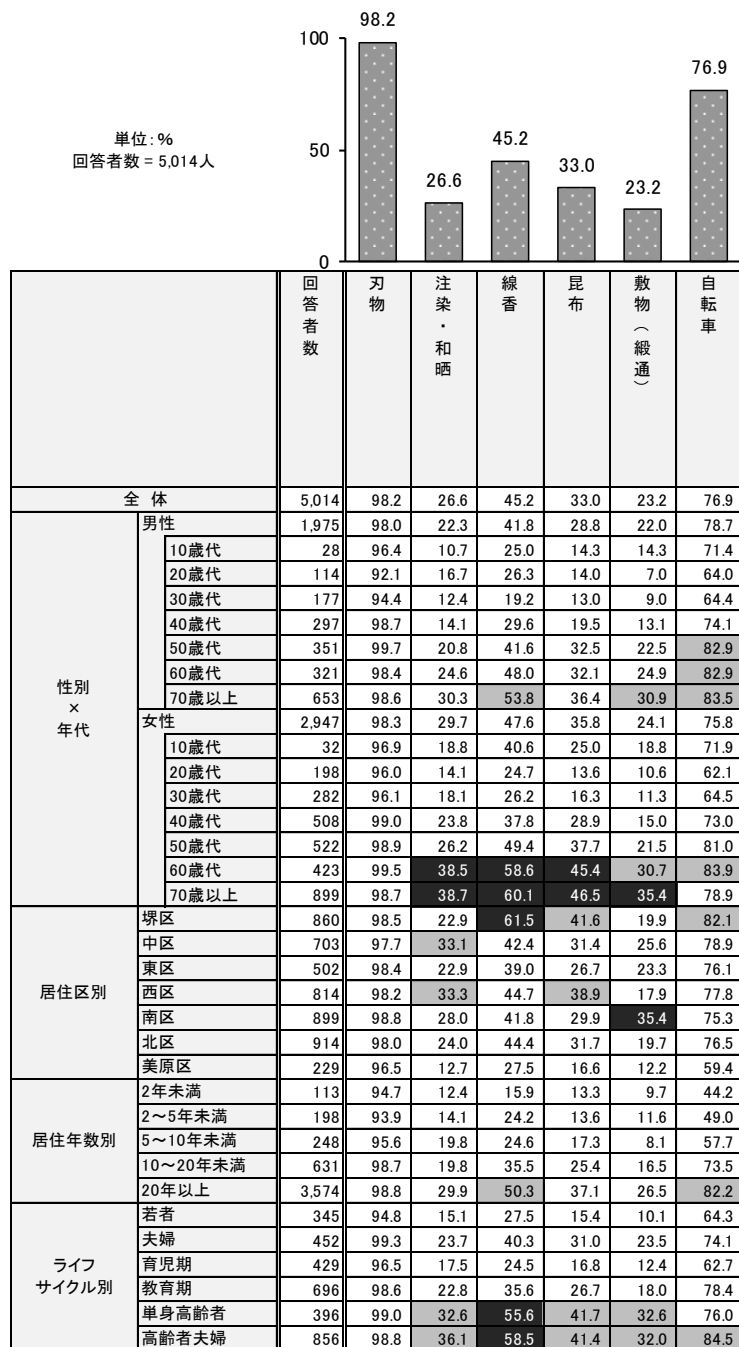 98.2
100
76.9
単位:%
回答者数 = 5,014人
50
45.2
33.0
26.6
23.2
0
回答者数 刃物 注染・和晒 線香 昆布 敷物(緞通) 自転車
全 体 5,014 98.2 26.6 45.2 33.0 23.2 76.9
性別×年代
男性 1,975 98.0 22.3 41.8 28.8 22.0 78.7
10歳代 28 96.4 10.7 25.0 14.3 14.3 71.4
20歳代 114 92.1 16.7 26.3 14.0 7.0 64.0
30歳代 177 94.4 12.4 19.2 13.0 9.0 64.4
40歳代 297 98.7 14.1 29.6 19.5 13.1 74.1
50歳代 351 99.7 20.8 41.6 32.5 22.5 82.9
60歳代 321 98.4 24.6 48.0 32.1 24.9 82.9
70歳以上 653 98.6 30.3 53.8 36.4 30.9 83.5
女性 2,947 98.3 29.7 47.6 35.8 24.1 75.8
10歳代 32 96.9 18.8 40.6 25.0 18.8 71.9
20歳代 198 96.0 14.1 24.7 13.6 10.6 62.1
30歳代 282 96.1 18.1 26.2 16.3 11.3 64.5
40歳代 508 99.0 23.8 37.8 28.9 15.0 73.0
50歳代 522 98.9 26.2 49.4 37.7 21.5 81.0
60歳代 423 99.5 38.5 58.6 45.4 30.7 83.9
70歳以上 899 98.7 38.7 60.1 46.5 35.4 78.9
居住区別
堺区 860 98.5 22.9 61.5 41.6 19.9 82.1
中区 703 97.7 33.1 42.4 31.4 25.6 78.9
東区 502 98.4 22.9 39.0 26.7 23.3 76.1
西区 814 98.2 33.3 44.7 38.9 17.9 77.8
南区 899 98.8 28.0 41.8 29.9 35.4 75.3
北区 914 98.0 24.0 44.4 31.7 19.7 76.5
美原区 229 96.5 12.7 27.5 16.6 12.2 59.4
居住年数別
2年未満 113 94.7 12.4 15.9 13.3 9.7 44.2
2~5年未満 198 93.9 14.1 24.2 13.6 11.6 49.0
5~10年未満 248 95.6 19.8 24.6 17.3 8.1 57.7
10~20年未満 631 98.7 19.8 35.5 25.4 16.5 73.5
20年以上 3,574 98.8 29.9 50.3 37.1 26.5 82.2
ライフ
サイクル別
若者 345 94.8 15.1 27.5 15.4 10.1 64.3
夫婦 452 99.3 23.7 40.3 31.0 23.5 74.1
育児期 429 96.5 17.5 24.5 16.8 12.4 62.7
教育期 696 98.6 22.8 35.6 26.7 18.0 78.4
単身高齢者 396 99.0 32.6 55.6 41.7 32.6 76.0
高齢者夫婦 856 98.8 36.1 58.5 41.4 32.0 84.5